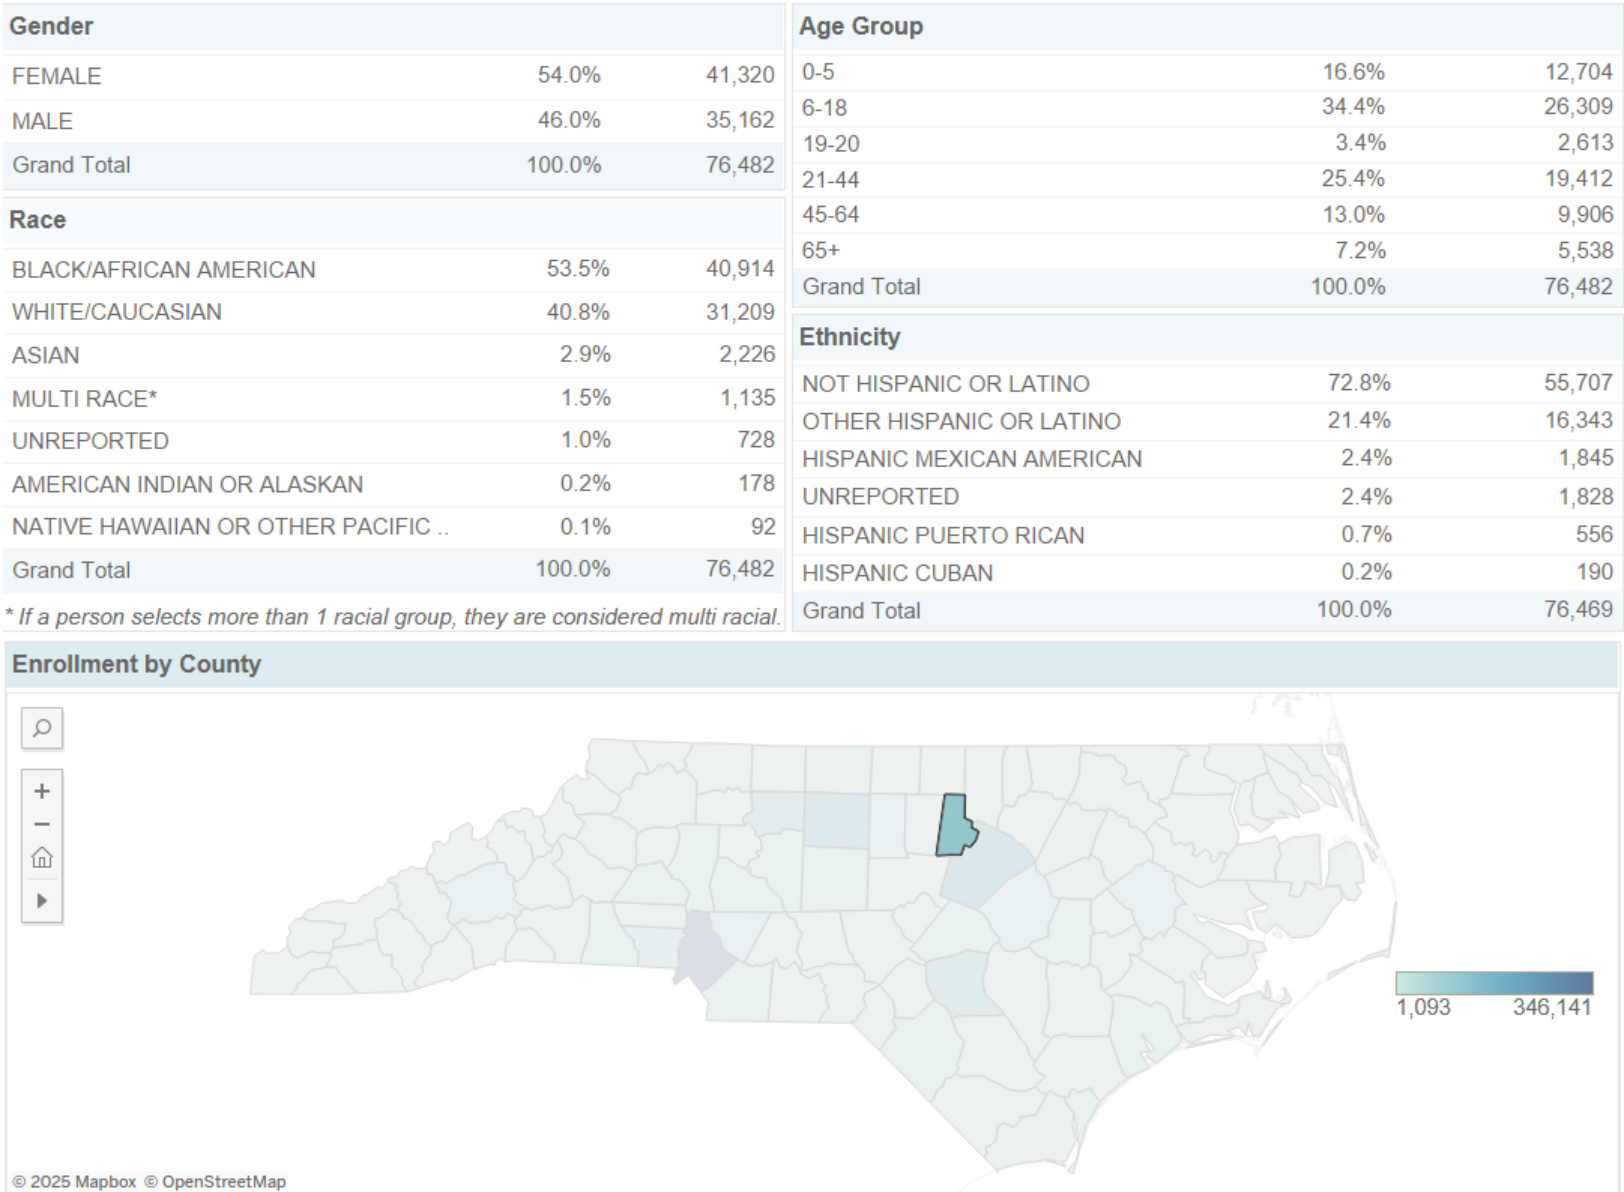 Gender
FEMALE 54.0% 41,320
MALE 46.0% 35,162
Grand Total 100.0% 76,482
Race
BLACK/AFRICAN AMERICAN 53.5% 40,914
WHITE/CAUCASIAN 40.8% 31,209
ASIAN 2.9% 2,226
MULTI RACE* 1.5% 1,135
UNREPORTED 1.0% 728
AMERICAN INDIAN OR ALASKAN 0.2% 178
NATIVE HAWAIIAN OR OTHER PACIFIC .. 0.1% 92
Grand Total 100.0% 76,482
* If a person selects more than 1 racial group, they are considered multi racial.
Age Group
0-5 16.6% 12,704
6-18 34.4% 26,309
19-20 3.4% 2,613
21-44 25.4% 19,412
45-64 13.0% 9,906
65+ 7.2% 5,538
Grand Total 100.0% 76,482
Ethnicity
NOT HISPANIC OR LATINO 72.8% 55,707
OTHER HISPANIC OR LATINO 21.4% 16,343
HISPANIC MEXICAN AMERICAN 2.4% 1,845
UNREPORTED 2.4% 1,828
HISPANIC PUERTO RICAN 0.7% 556
HISPANIC CUBAN 0.2% 190
Grand Total 100.0% 76,469
Enrollment by County
1,093 346,141
© 2025 Mapbox © OpenStreetMap